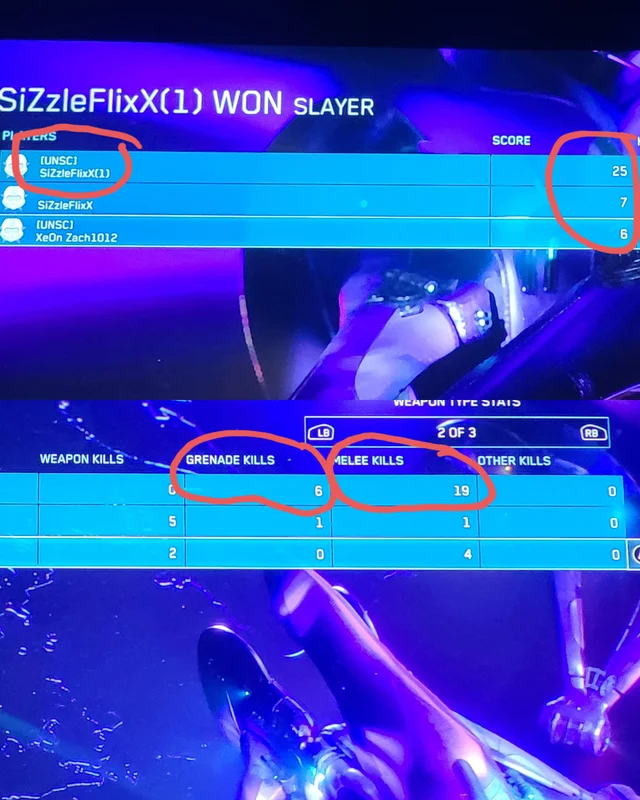 SiZzleFlixX(1) WON SLAYER
PLAYERS SCORE
[UNSC]
SiZzleFlixX(1) 25
SiZzleFlixX 7
[UNSC]
XeOn Zach1012 6
WEAPON TYPE STATS
LB 2 OF 3 RB
WEAPON KILLS GRENADE KILLS MELEE KILLS OTHER KILLS
0 6 19 0
5 1 1 0
2 0 4 0